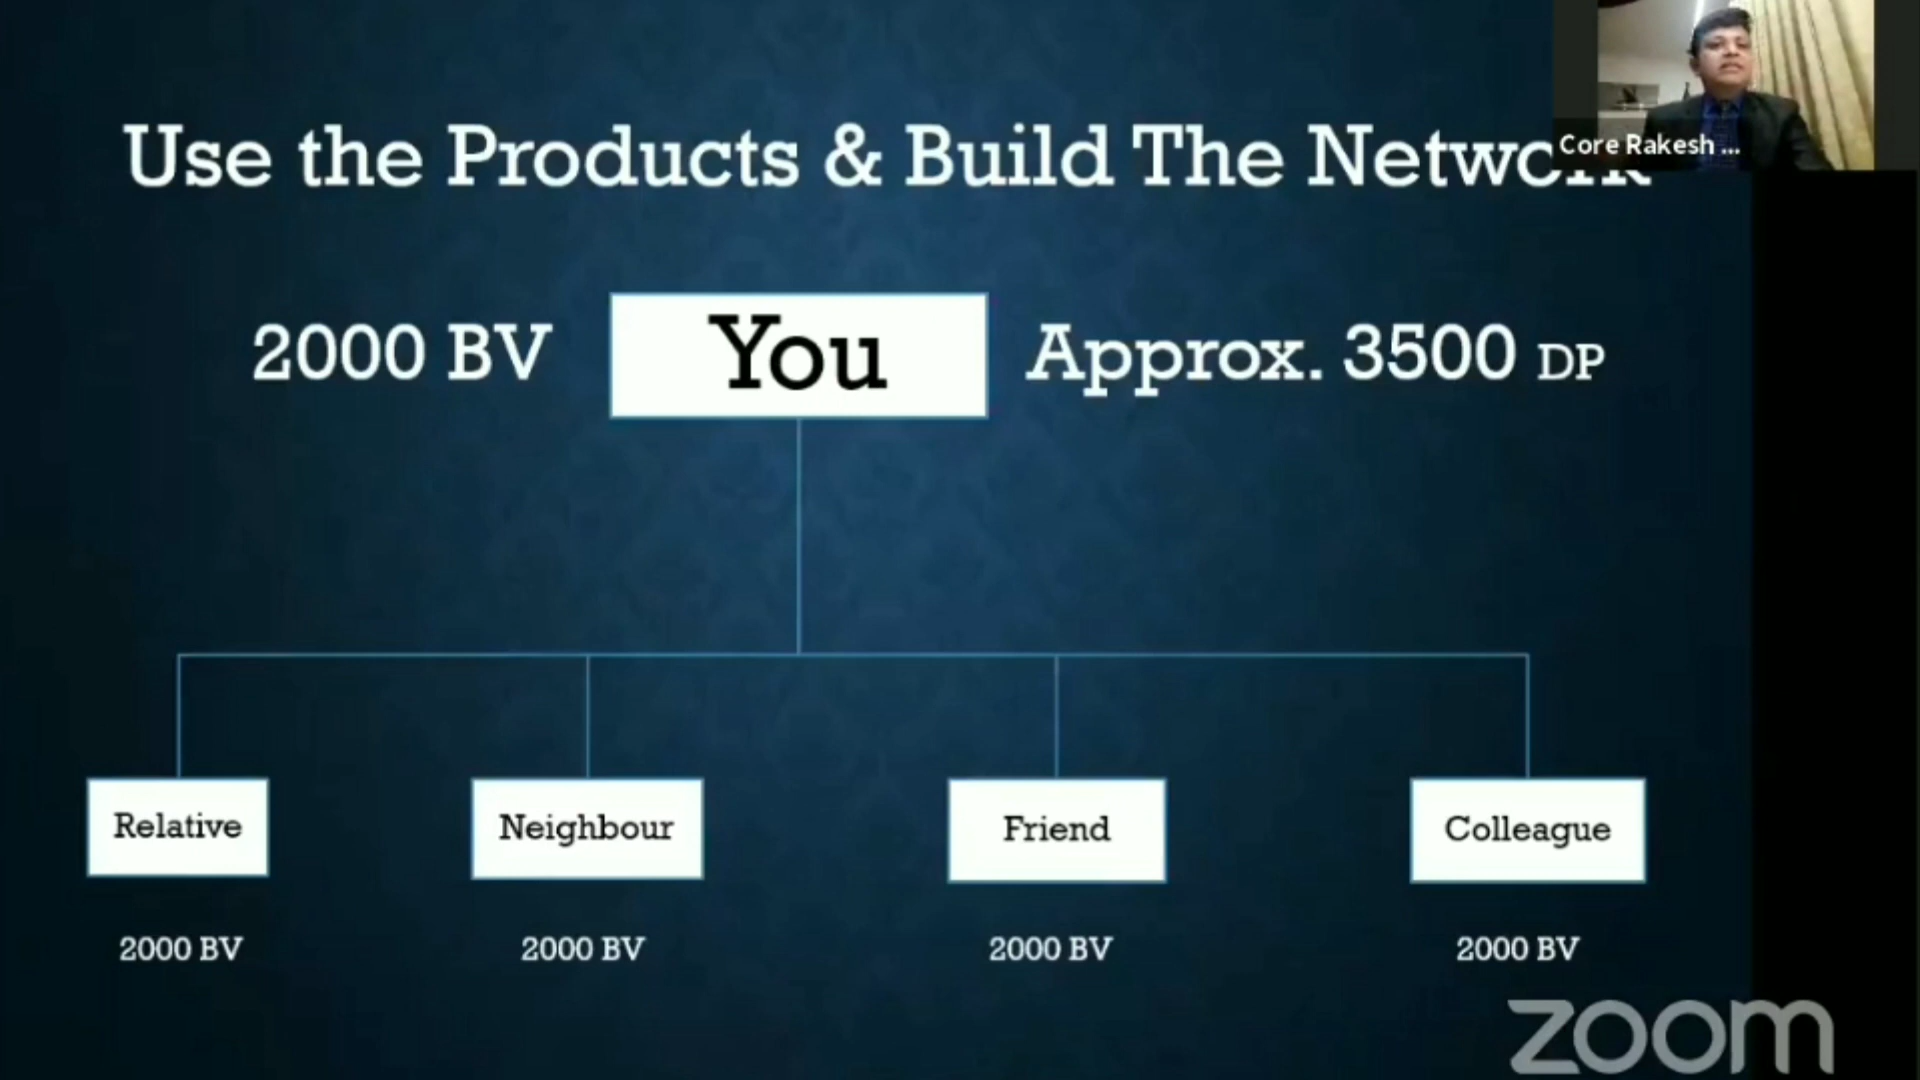 Use the Products & Build The Network
Core Rakesh ...
2000 BV
You
Approx. 3500 DP
Relative
Neighbour
Friend
Colleague
2000 BV
2000 BV
2000 BV
2000 BV
zoom